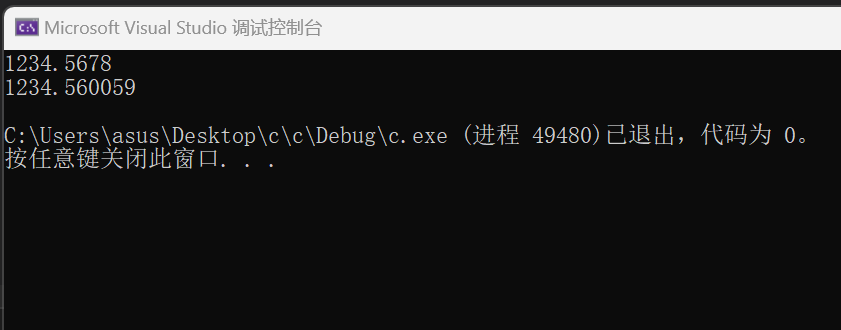 Microsoft Visual Studio 调试控制台
1234.5678
1234.560059
C:\Users\asus\Desktop\c\c\Debug\c.exe (进程 49480)已退出，代码为 0。
按任意键关闭此窗口. . .